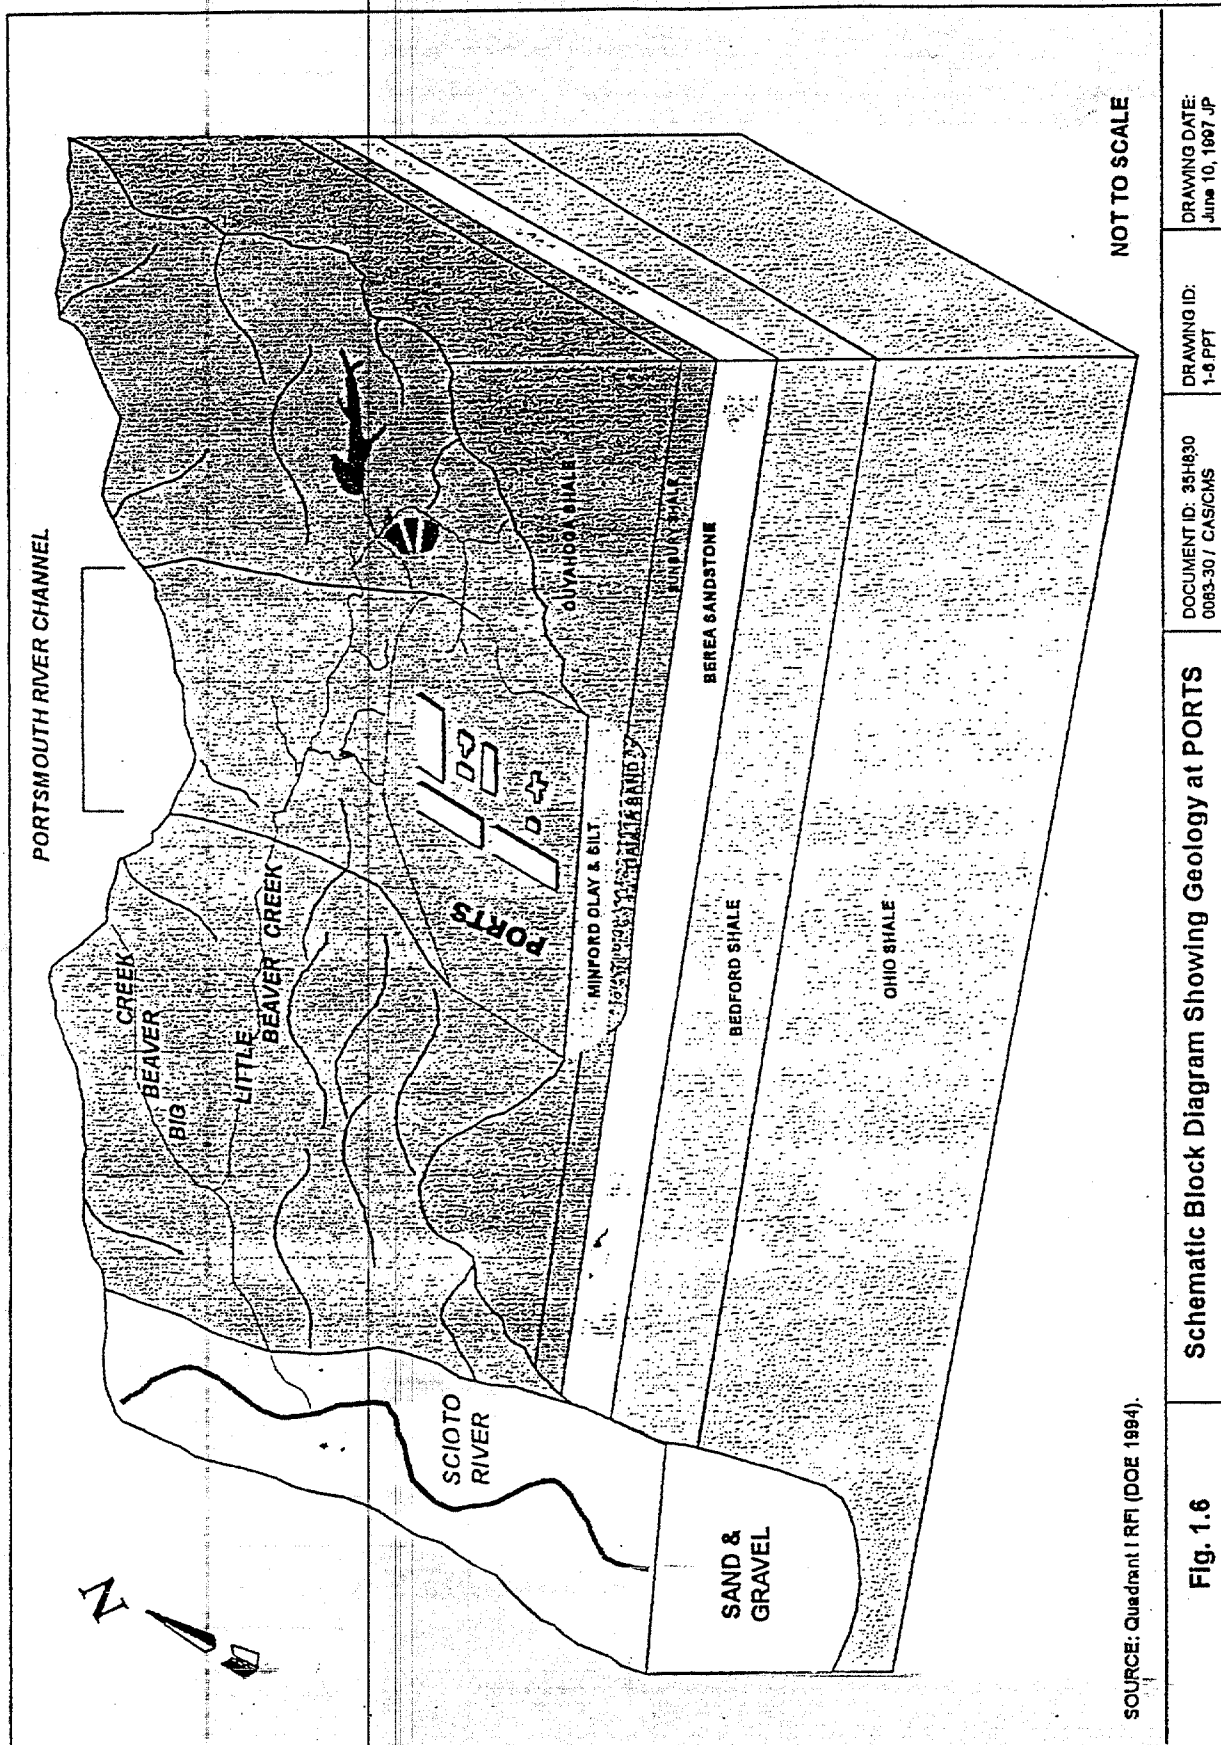 PORTSMOUTH RIVER CHANNEL
N
BIG
BEAVER
CREEK
LITTLE
BEAVER CREEK
SCIOTO
RIVER
PORTS
CUYAHOGA SHALE
MINFORD CLAY & SILT
GALLIA SAND
SUNBURY SHALE
BEREA SANDSTONE
BEDFORD SHALE
OHIO SHALE
SAND &
GRAVEL
NOT TO SCALE
SOURCE: Quadrant I RFI (DOE 1994).
Fig. 1.6
Schematic Block Diagram Showing Geology at PORTS
DOCUMENT ID: 35H830
0083-30 / CAS/CMS
DRAWING ID:
1-6.PPT
DRAWING DATE:
June 10, 1997 JP